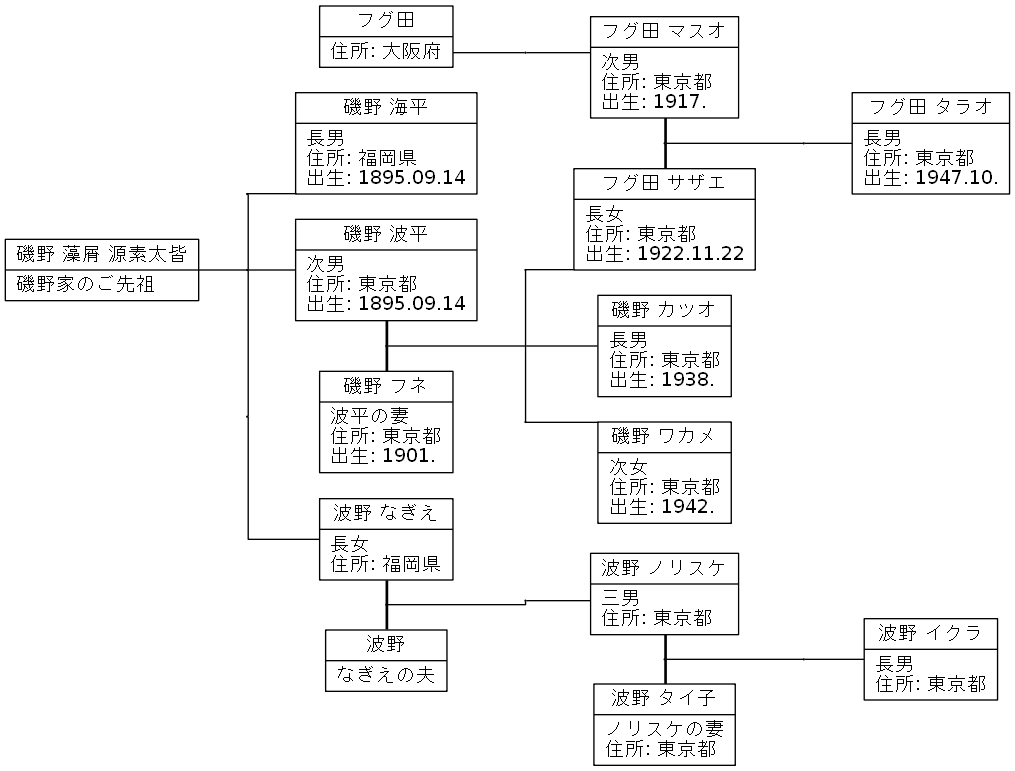 フグ田
住所: 大阪府
フグ田 マスオ
次男
住所: 東京都
出生: 1917.
磯野 海平
長男
住所: 福岡県
出生: 1895.09.14
フグ田 タラオ
長男
住所: 東京都
出生: 1947.10.
フグ田 サザエ
長女
住所: 東京都
出生: 1922.11.22
磯野 藻屑 源素太皆
磯野家のご先祖
磯野 波平
次男
住所: 東京都
出生: 1895.09.14
磯野 カツオ
長男
住所: 東京都
出生: 1938.
磯野 フネ
波平の妻
住所: 東京都
出生: 1901.
磯野 ワカメ
次女
住所: 東京都
出生: 1942.
波野 なぎえ
長女
住所: 福岡県
波野 ノリスケ
三男
住所: 東京都
波野
なぎえの夫
波野 イクラ
長男
住所: 東京都
波野 タイ子
ノリスケの妻
住所: 東京都